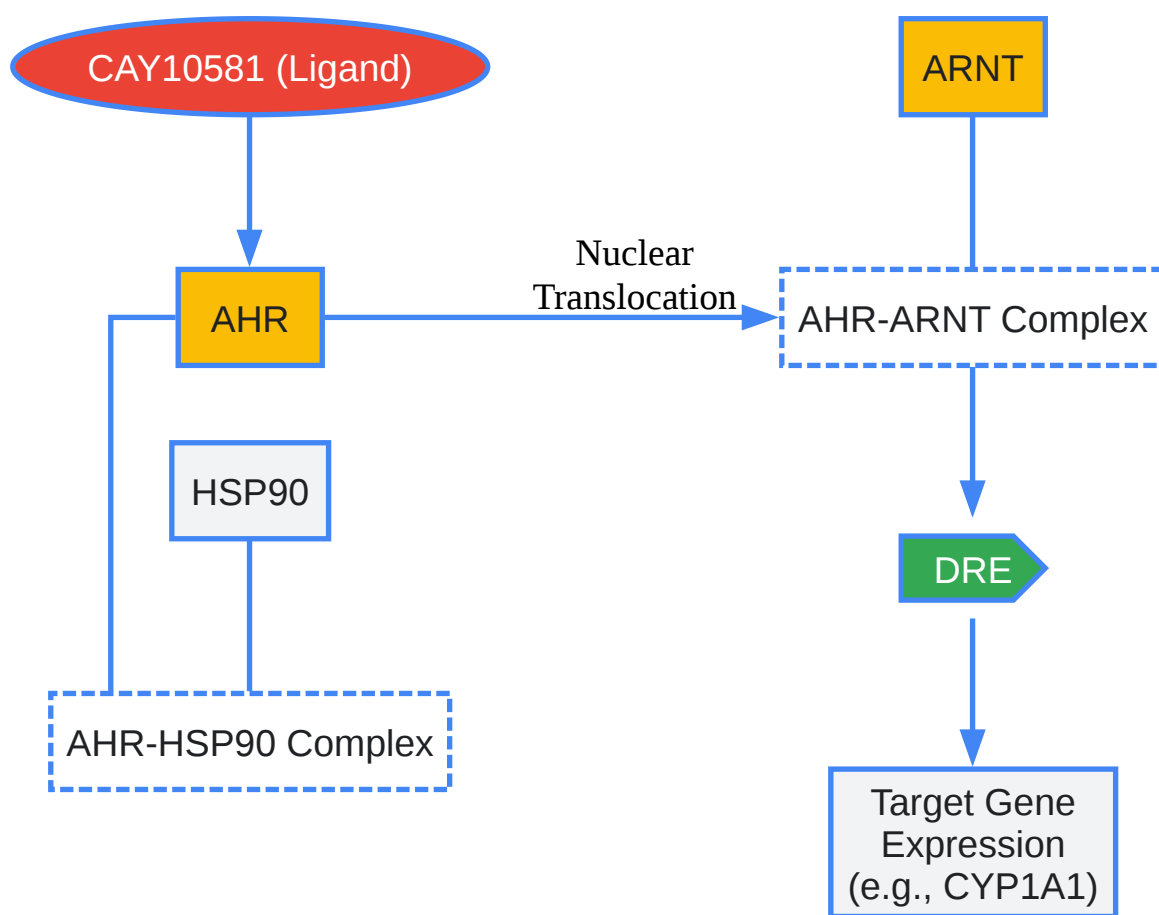 CAY10581 (Ligand)
ARNT
Nuclear
Translocation
AHR
AHR-ARNT Complex
HSP90
DRE
AHR-HSP90 Complex
Target Gene
Expression
(e.g., CYP1A1)